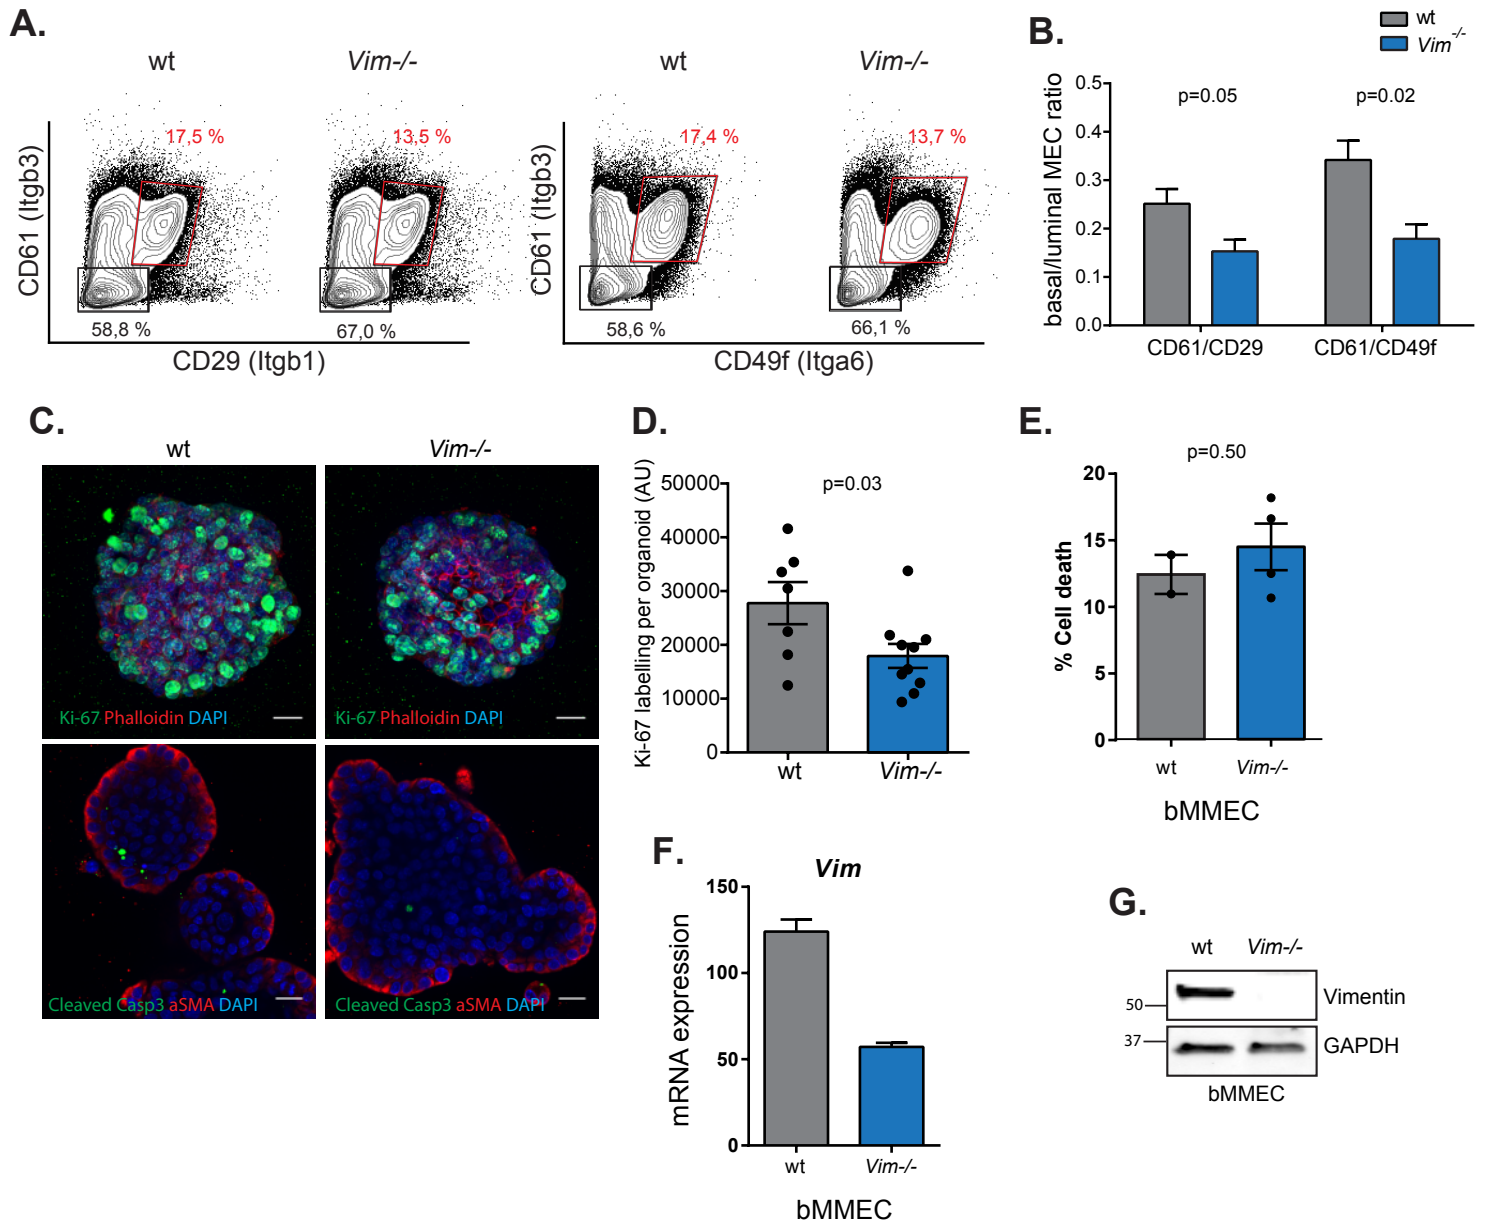 A.
wt
Vim-/-
wt
Vim-/-
17,5 %
13,5 %
17,4 %
13,7 %
CD61 (Itgb3)
CD61 (Itgb3)
58,8 %
67,0 %
58,6 %
66,1 %
CD29 (Itgb1)
CD49f (Itga6)
B.
wt
Vim-/-
p=0.05
p=0.02
basal/luminal MEC ratio
0.5
0.4
0.3
0.2
0.1
0.0
CD61/CD29
CD61/CD49f
C.
wt
Vim-/-
Ki-67 Phalloidin DAPI
Ki-67 Phalloidin DAPI
Cleaved Casp3 aSMA DAPI
Cleaved Casp3 aSMA DAPI
D.
p=0.03
Ki-67 labelling per organoid (AU)
50000
40000
30000
20000
10000
0
wt
Vim-/-
E.
p=0.50
% Cell death
20
15
10
5
0
wt
Vim-/-
bMMEC
F.
Vim
mRNA expression
150
100
50
0
wt
Vim-/-
bMMEC
G.
wt
Vim-/-
50
Vimentin
37
GAPDH
bMMEC